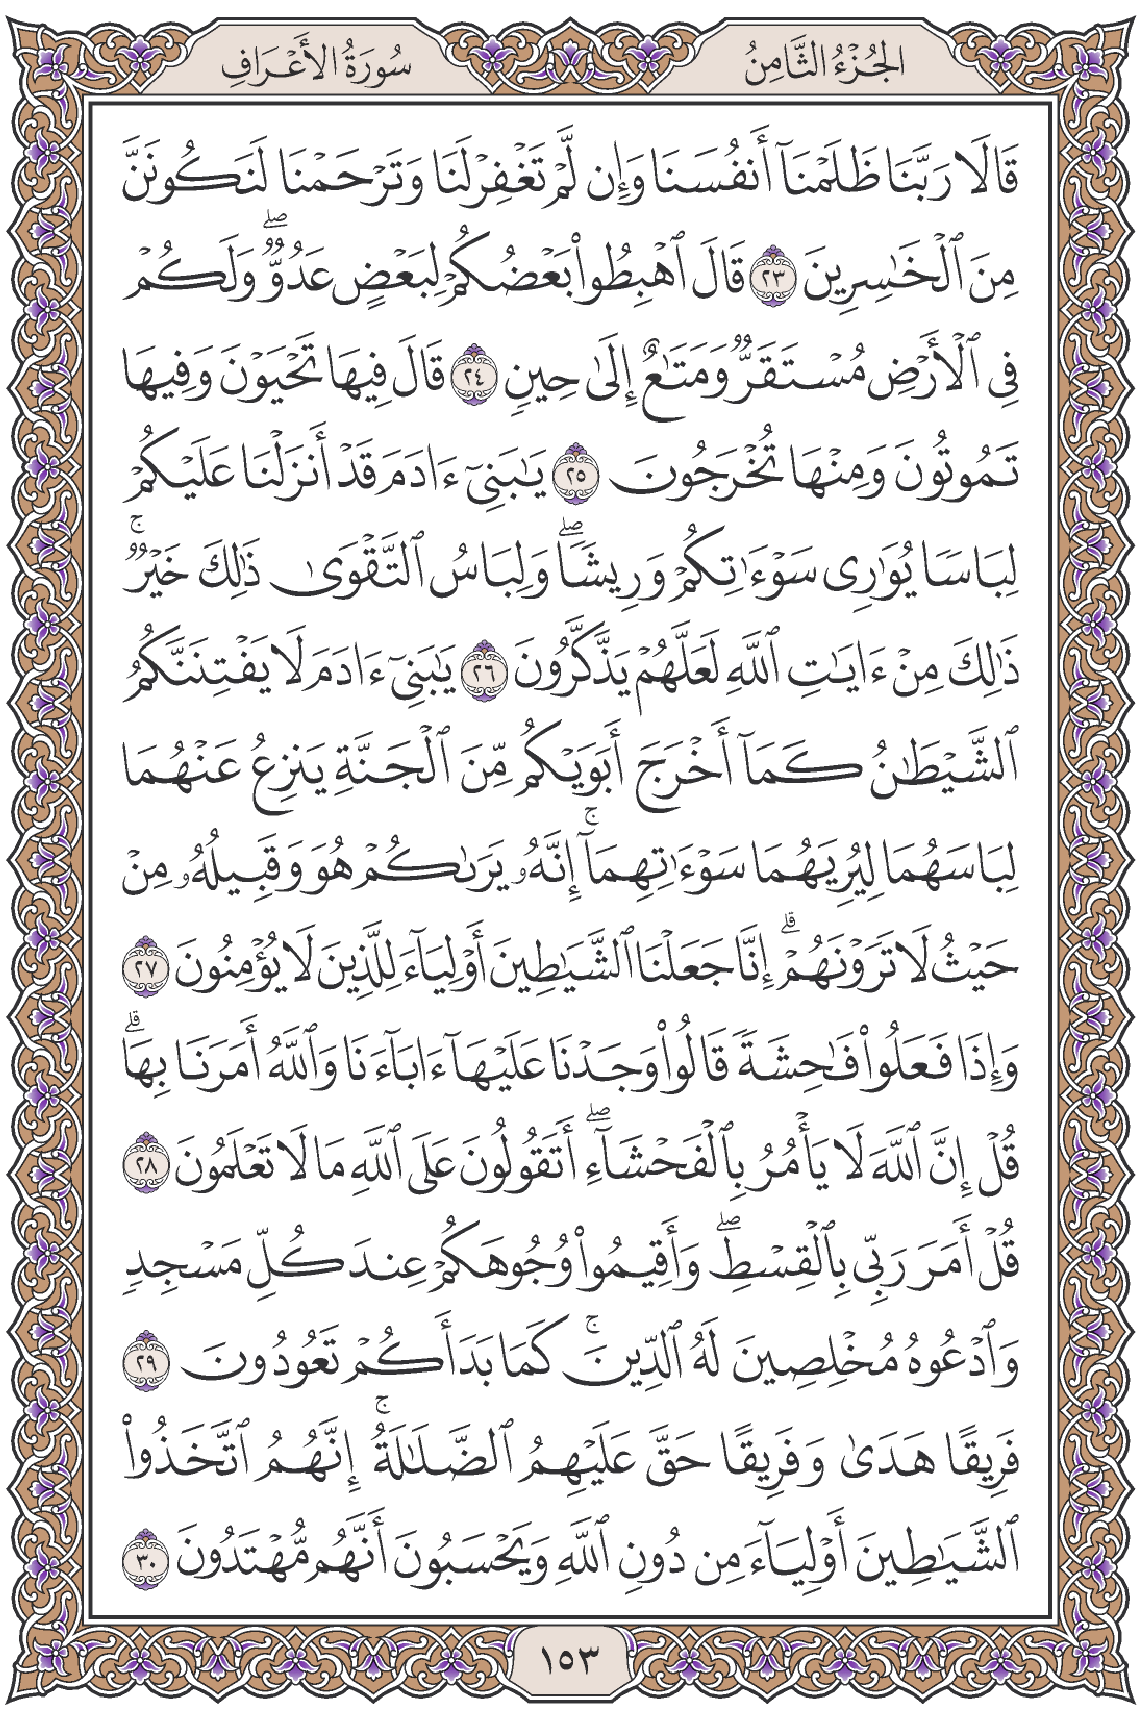 الجُزْءُ الثَّامِنُ
سُورَةُ الأَعْرَافِ
قَالَا رَبَّنَا ظَلَمْنَآ أَنفُسَنَا وَإِن لَّمْ تَغْفِرْ لَنَا وَتَرْحَمْنَا لَنَكُونَنَّ
مِنَ ٱلْخَٰسِرِينَ ٢٣ قَالَ ٱهْبِطُوا۟ بَعْضُكُمْ لِبَعْضٍ عَدُوٌّ ۖ وَلَكُمْ
فِى ٱلْأَرْضِ مُسْتَقَرٌّ وَمَتَٰعٌ إِلَىٰ حِينٍ ٢٤ قَالَ فِيهَا تَحْيَوْنَ وَفِيهَا
تَمُوتُونَ وَمِنْهَا تُخْرَجُونَ ٢٥ يَٰبَنِىٓ ءَادَمَ قَدْ أَنزَلْنَا عَلَيْكُمْ
لِبَاسًا يُوَٰرِى سَوْءَٰتِكُمْ وَرِيشًا ۖ وَلِبَاسُ ٱلتَّقْوَىٰ ذَٰلِكَ خَيْرٌ ۚ
ذَٰلِكَ مِنْ ءَايَٰتِ ٱللَّهِ لَعَلَّهُمْ يَذَّكَّرُونَ ٢٦ يَٰبَنِىٓ ءَادَمَ لَا يَفْتِنَنَّكُمُ
ٱلشَّيْطَٰنُ كَمَآ أَخْرَجَ أَبَوَيْكُم مِّنَ ٱلْجَنَّةِ يَنزِعُ عَنْهُمَا
لِبَاسَهُمَا لِيُرِيَهُمَا سَوْءَٰتِهِمَآ ۚ إِنَّهُۥ يَرَىٰكُمْ هُوَ وَقَبِيلُهُۥ مِنْ
حَيْثُ لَا تَرَوْنَهُمْ ۗ إِنَّا جَعَلْنَا ٱلشَّيَٰطِينَ أَوْلِيَآءَ لِلَّذِينَ لَا يُؤْمِنُونَ ٢٧
وَإِذَا فَعَلُوا۟ فَٰحِشَةً قَالُوا۟ وَجَدْنَا عَلَيْهَآ ءَابَآءَنَا وَٱللَّهُ أَمَرَنَا بِهَا ۗ
قُلْ إِنَّ ٱللَّهَ لَا يَأْمُرُ بِٱلْفَحْشَآءِ ۖ أَتَقُولُونَ عَلَى ٱللَّهِ مَا لَا تَعْلَمُونَ ٢٨
قُلْ أَمَرَ رَبِّى بِٱلْقِسْطِ ۖ وَأَقِيمُوا۟ وُجُوهَكُمْ عِندَ كُلِّ مَسْجِدٍ
وَٱدْعُوهُ مُخْلِصِينَ لَهُ ٱلدِّينَ ۚ كَمَا بَدَأَكُمْ تَعُودُونَ ٢٩
فَرِيقًا هَدَىٰ وَفَرِيقًا حَقَّ عَلَيْهِمُ ٱلضَّلَٰلَةُ ۚ إِنَّهُمُ ٱتَّخَذُوا۟
ٱلشَّيَٰطِينَ أَوْلِيَآءَ مِن دُونِ ٱللَّهِ وَيَحْسَبُونَ أَنَّهُم مُّهْتَدُونَ ٣٠
١٥٣